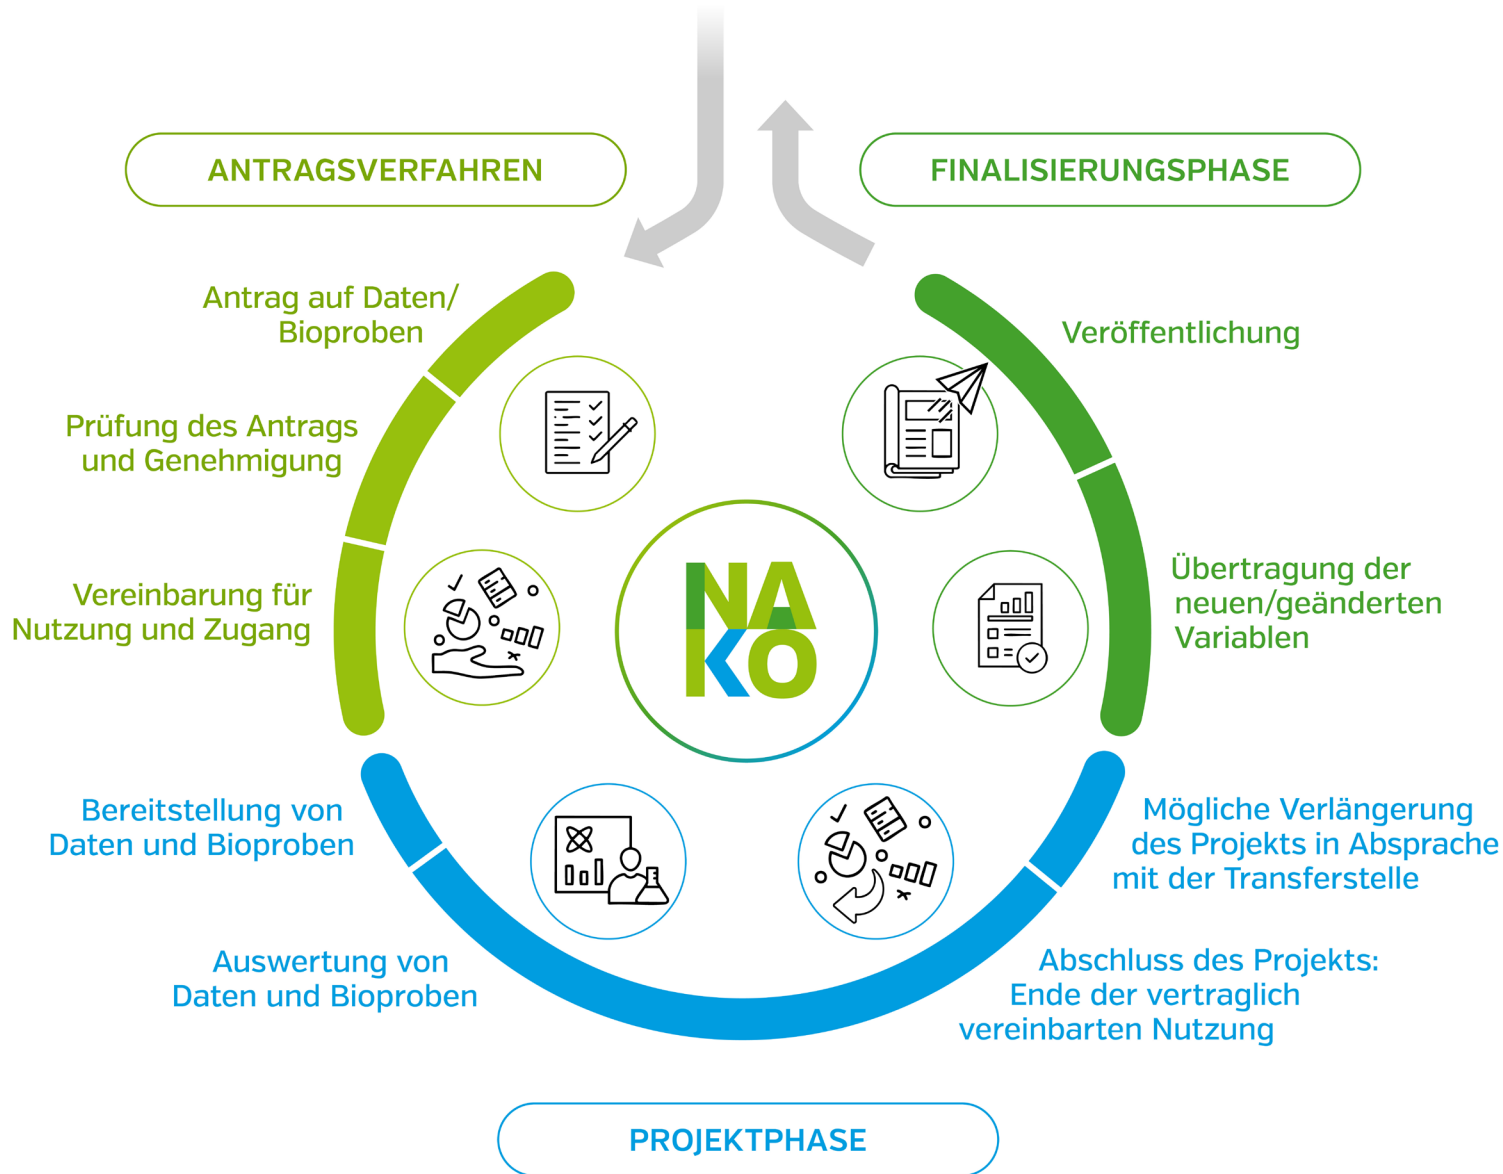 ANTRAGSVERFAHREN
Antrag auf Daten/
Bioproben
Prüfung des Antrags
und Genehmigung
Vereinbarung für
Nutzung und Zugang
PROJEKTPHASE
Bereitstellung von
Daten und Bioproben
Auswertung von
Daten und Bioproben
Abschluss des Projekts:
Ende der vertraglich
vereinbarten Nutzung
Mögliche Verlängerung
des Projekts in Absprache
mit der Transferstelle
FINALISIERUNGSPHASE
Übertragung der
neuen/geänderten
Variablen
Veröffentlichung
NA
KO